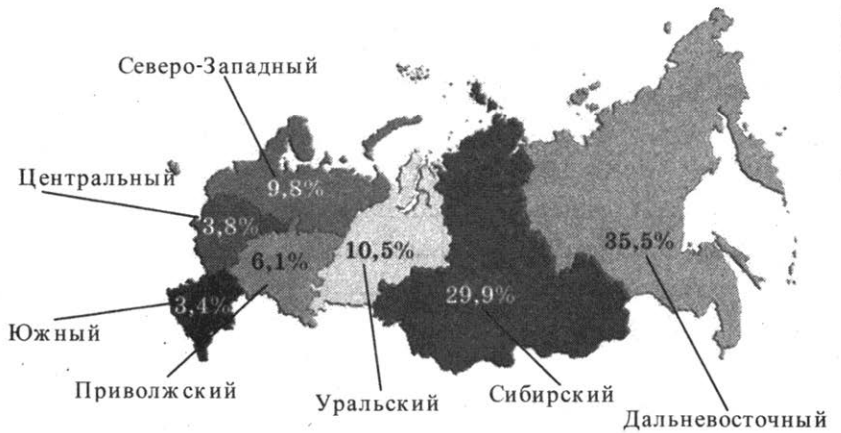 Северо-Западный
Центральный
9,8%
3,8%
6,1%
10,5%
35,5%
3,4%
29,9%
Южный
Приволжский
Уральский
Сибирский
Дальневосточный